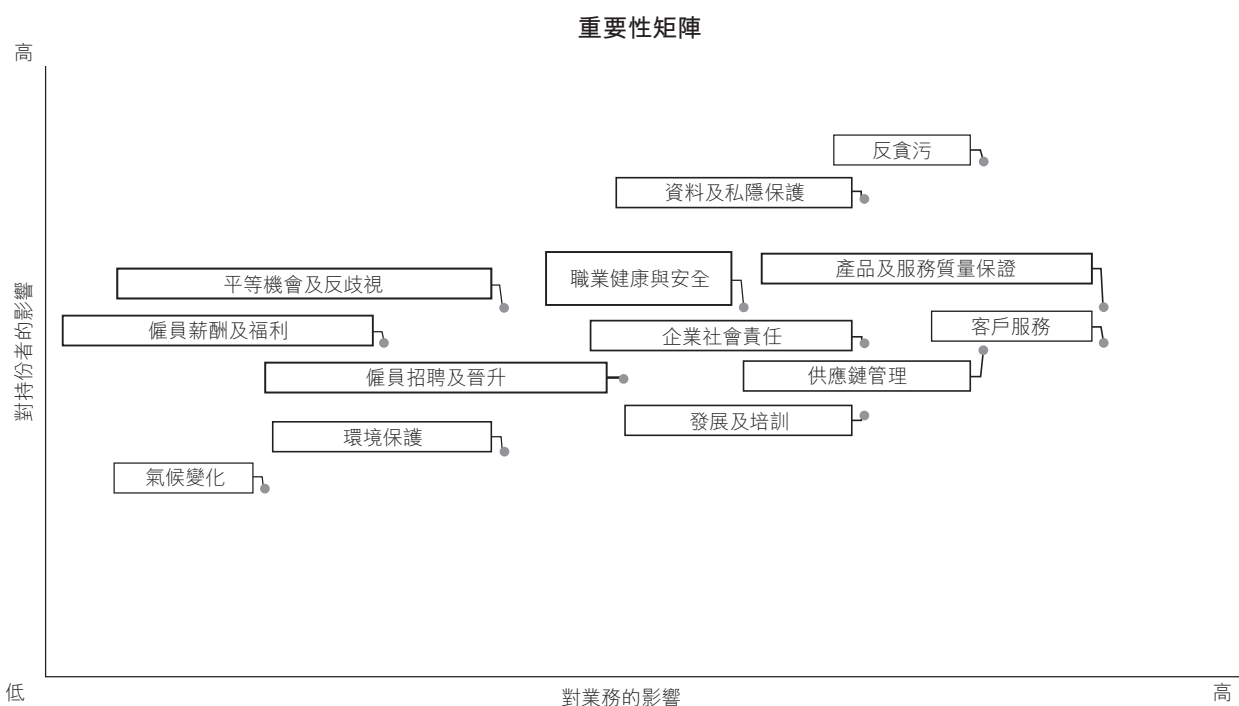 重要性矩陣
高
反貪污
資料及私隱保護
職業健康與安全
產品及服務質量保證
平等機會及反歧視
僱員薪酬及福利
企業社會責任
客戶服務
僱員招聘及晉升
供應鏈管理
發展及培訓
環境保護
氣候變化
對持份者的影響
低
對業務的影響
高